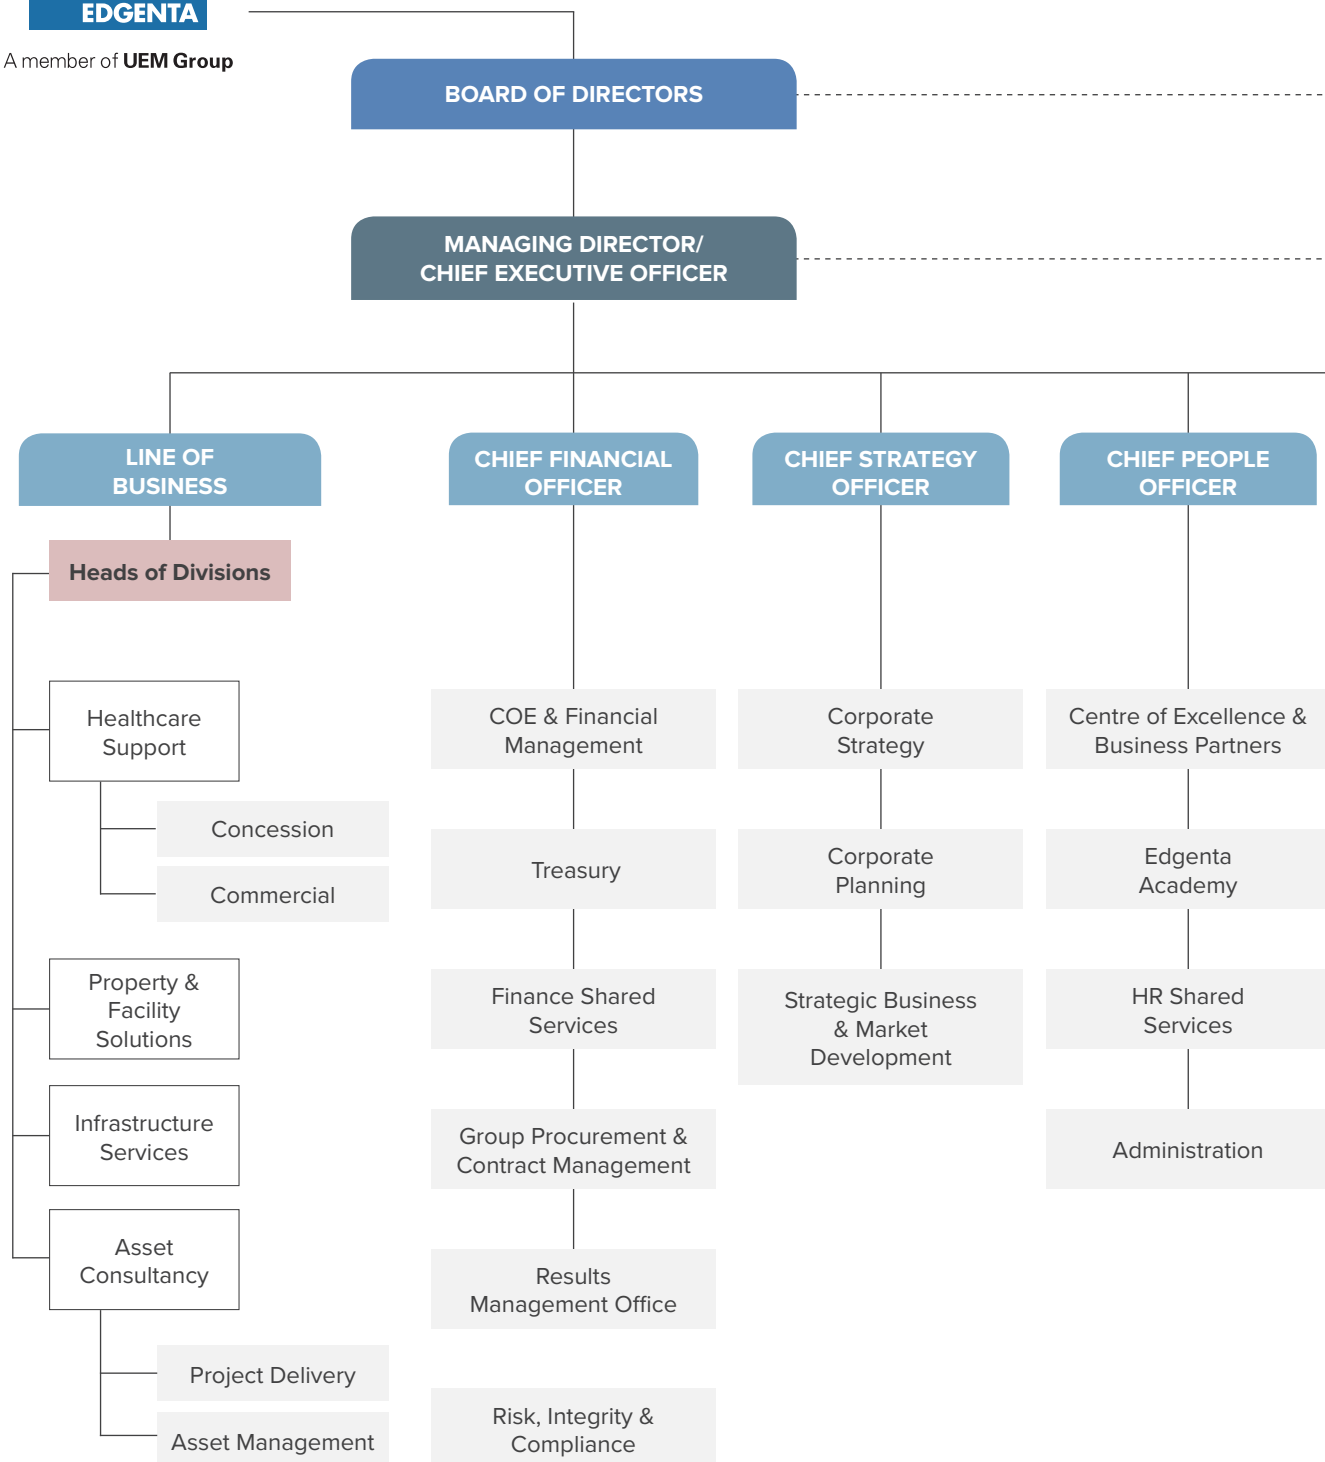 EDGENTA
A member of UEM Group
BOARD OF DIRECTORS
MANAGING DIRECTOR/
CHIEF EXECUTIVE OFFICER
LINE OF
BUSINESS
Heads of Divisions
Healthcare
Support
Concession
Commercial
Property &
Facility
Solutions
Infrastructure
Services
Asset
Consultancy
Project Delivery
Asset Management
CHIEF FINANCIAL
OFFICER
COE & Financial
Management
Treasury
Finance Shared
Services
Group Procurement &
Contract Management
Results
Management Office
Risk, Integrity &
Compliance
CHIEF STRATEGY
OFFICER
Corporate
Strategy
Corporate
Planning
Strategic Business
& Market
Development
CHIEF PEOPLE
OFFICER
Centre of Excellence &
Business Partners
Edgenta
Academy
HR Shared
Services
Administration